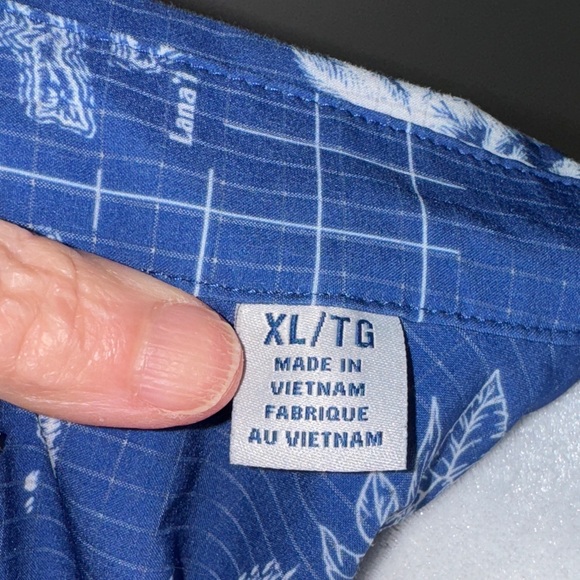 Lana'i
XL/TG
MADE IN
VIETNAM
FABRIQUE
AU VIETNAM